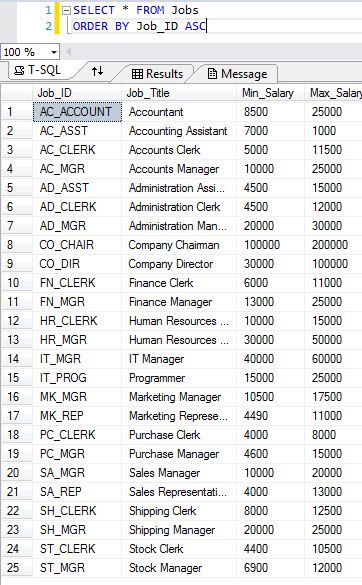 1 SELECT * FROM Jobs
2 ORDER BY Job_ID ASC
100 %
T-SQL Results Message
Job_ID Job_Title Min_Salary Max_Salary
1 AC_ACCOUNT Accountant 8500 25000
2 AC_ASST Accounting Assistant 7000 1000
3 AC_CLERK Accounts Clerk 5000 11500
4 AC_MGR Accounts Manager 10000 25000
5 AD_ASST Administration Assi... 4500 15000
6 AD_CLERK Administration Clerk 4500 12000
7 AD_MGR Administration Man... 20000 30000
8 CO_CHAIR Company Chairman 100000 200000
9 CO_DIR Company Director 30000 100000
10 FN_CLERK Finance Clerk 6000 11000
11 FN_MGR Finance Manager 13000 25000
12 HR_CLERK Human Resources ... 10000 15000
13 HR_MGR Human Resources ... 30000 50000
14 IT_MGR IT Manager 40000 60000
15 IT_PROG Programmer 15000 25000
16 MK_MGR Marketing Manager 10500 17500
17 MK_REP Marketing Represe... 4490 11000
18 PC_CLERK Purchase Clerk 4000 8000
19 PC_MGR Purchase Manager 4600 15000
20 SA_MGR Sales Manager 10000 20000
21 SA_REP Sales Representati... 4000 13000
22 SH_CLERK Shipping Clerk 8000 12500
23 SH_MGR Shipping Manager 20000 25000
24 ST_CLERK Stock Clerk 4400 10500
25 ST_MGR Stock Manager 6900 12000